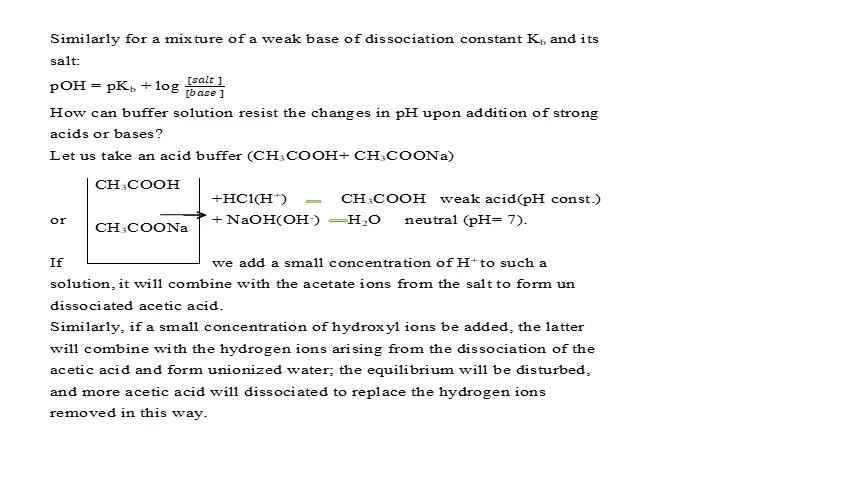 Similarly for a mixture of a weak base of dissociation constant K_b and its
salt:
pOH = pK_b + log [salt ] / [base ]
How can buffer solution resist the changes in pH upon addition of strong
acids or bases?
Let us take an acid buffer (CH₃COOH+ CH₃COONa)
CH₃COOH
+HCl(H⁺) ═ CH₃COOH weak acid(pH const.)
or
CH₃COONa
+ NaOH(OH⁻) ═H₂O neutral (pH= 7).
If we add a small concentration of H⁺to such a
solution, it will combine with the acetate ions from the salt to form un
dissociated acetic acid.
Similarly, if a small concentration of hydroxyl ions be added, the latter
will combine with the hydrogen ions arising from the dissociation of the
acetic acid and form unionized water; the equilibrium will be disturbed,
and more acetic acid will dissociated to replace the hydrogen ions
removed in this way.